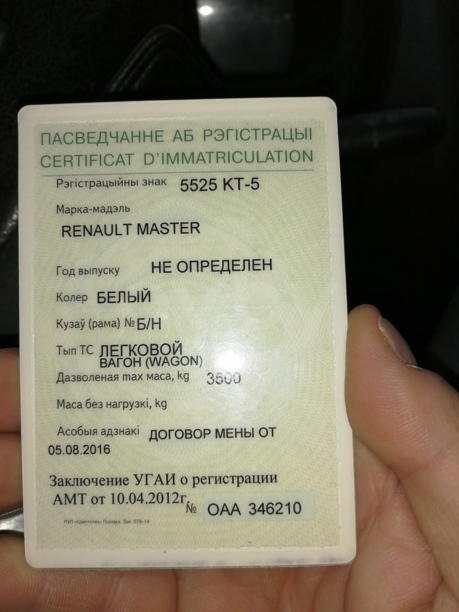 ПАСВЕДЧАННЕ АБ РЭГІСТРАЦЫІ
CERTIFICAT D'IMMATRICULATION
Рэгістрацыйны знак 5525 KT-5
Марка-мадэль
RENAULT MASTER
Год выпуску НЕ ОПРЕДЕЛЕН
Колер БЕЛЫЙ
Кузаў (рама) № Б/Н
Тып ТС ЛЕГКОВОЙ
ВАГОН (WAGON)
Дазволеная max маса, kg 3500
Маса без нагрузкі, kg
Асобыя адзнакі ДОГОВОР МЕНЫ ОТ
05.08.2016
Заключение УГАИ о регистрации
АМТ от 10.04.2012г.
№ ОАА 346210